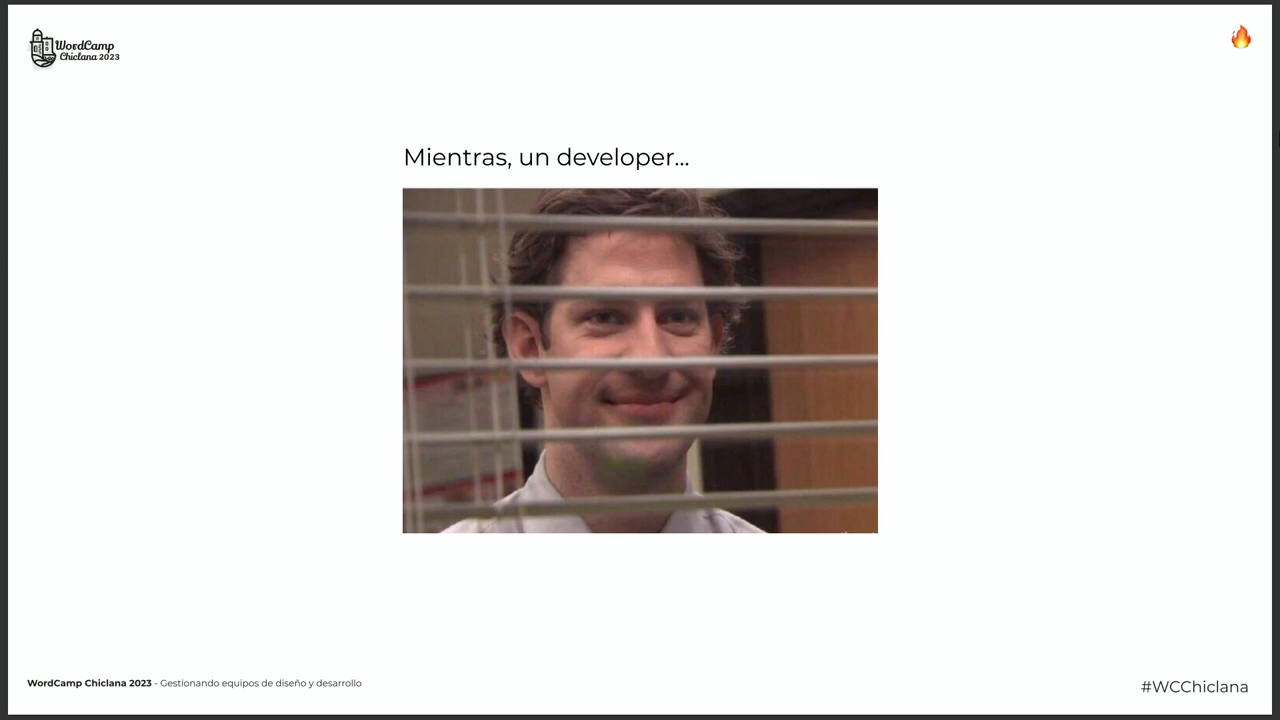 WordCamp
Chiclana 2023
Mientras, un developer...
WordCamp Chiclana 2023 - Gestionando equipos de diseño y desarrollo
#WCChiclana